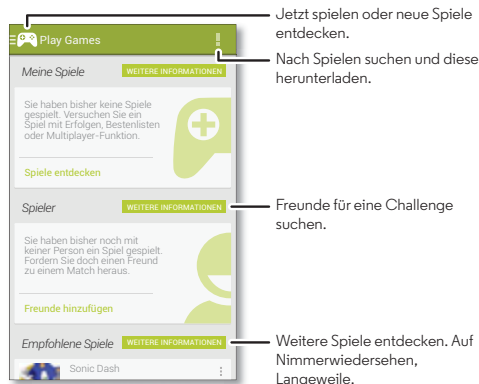 Play Games
Jetzt spielen oder neue Spiele
entdecken.
Nach Spielen suchen und diese
herunterladen.
Meine Spiele WEITERE INFORMATIONEN
Sie haben bisher keine Spiele
gespielt. Versuchen Sie ein
Spiel mit Erfolgen, Bestenlisten
oder Multiplayer-Funktion.
Spiele entdecken
Spieler WEITERE INFORMATIONEN
Freunde für eine Challenge
suchen.
Sie haben bisher noch mit
keiner Person ein Spiel gespielt.
Fordern Sie doch einen Freund
zu einem Match heraus.
Freunde hinzufügen
Empfohlene Spiele WEITERE INFORMATIONEN
Sonic Dash
Weitere Spiele entdecken. Auf
Nimmerwiedersehen,
Langeweile.